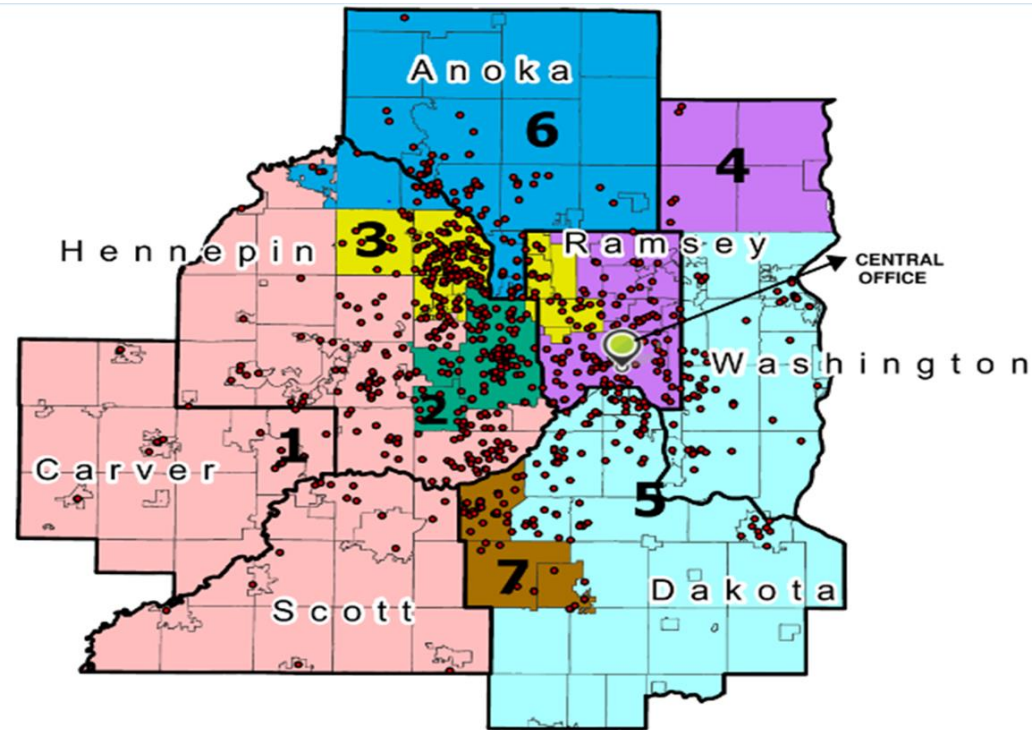 Anoka
6
4
3
Ramsey
Hennepin
CENTRAL
OFFICE
Washington
2
1
Carver
5
7
Dakota
Scott